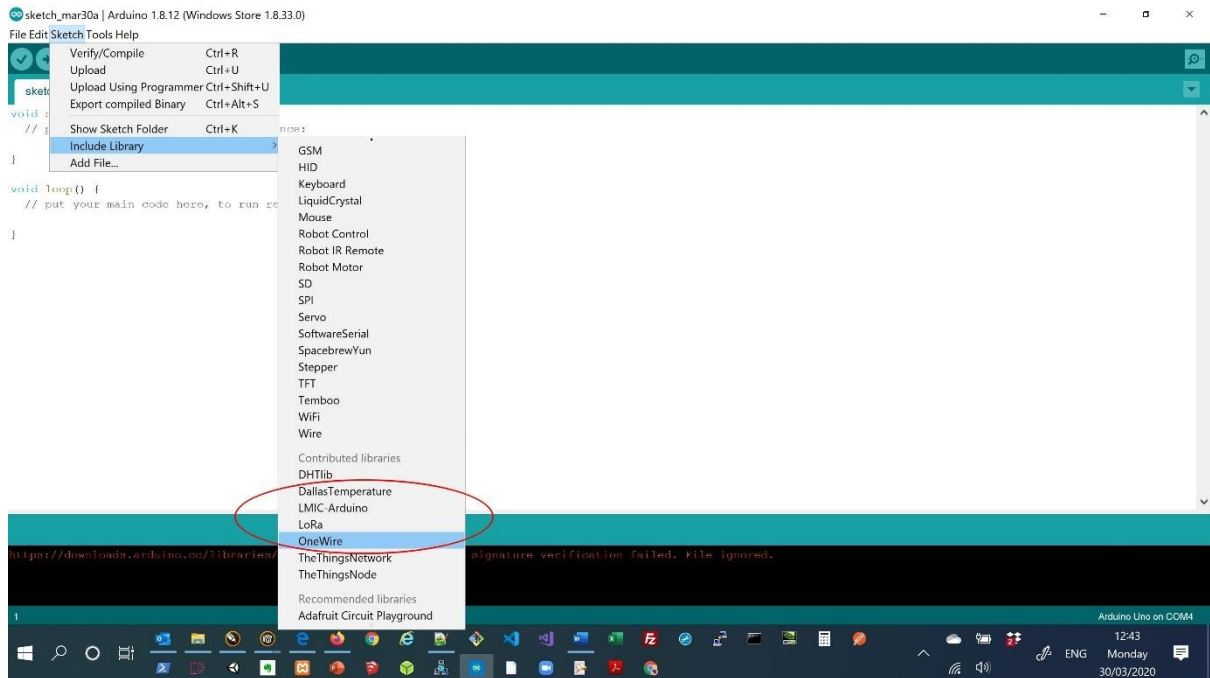 sketch_mar30a | Arduino 1.8.12 (Windows Store 1.8.33.0)
File Edit Sketch Tools Help
Verify/Compile Ctrl+R
Upload Ctrl+U
Upload Using Programmer Ctrl+Shift+U
Export compiled Binary Ctrl+Alt+S
Show Sketch Folder Ctrl+K
Include Library
Add File...
void
//
}
void loop() {
// put your main code here, to run
}
GSM
HID
Keyboard
LiquidCrystal
Mouse
Robot Control
Robot IR Remote
Robot Motor
SD
SPI
Servo
SoftwareSerial
SpacebrewYun
Stepper
TFT
Temboo
WiFi
Wire
Contributed libraries
DHTlib
DallasTemperature
LMIC-Arduino
LoRa
OneWire
TheThingsNetwork
TheThingsNode
Recommended libraries
Adafruit Circuit Playground
https://downloads.arduino.cc/libraries/ signature verification failed. File ignored.
1
Arduino Uno on COM4
ENG
12:43
Monday
30/03/2020